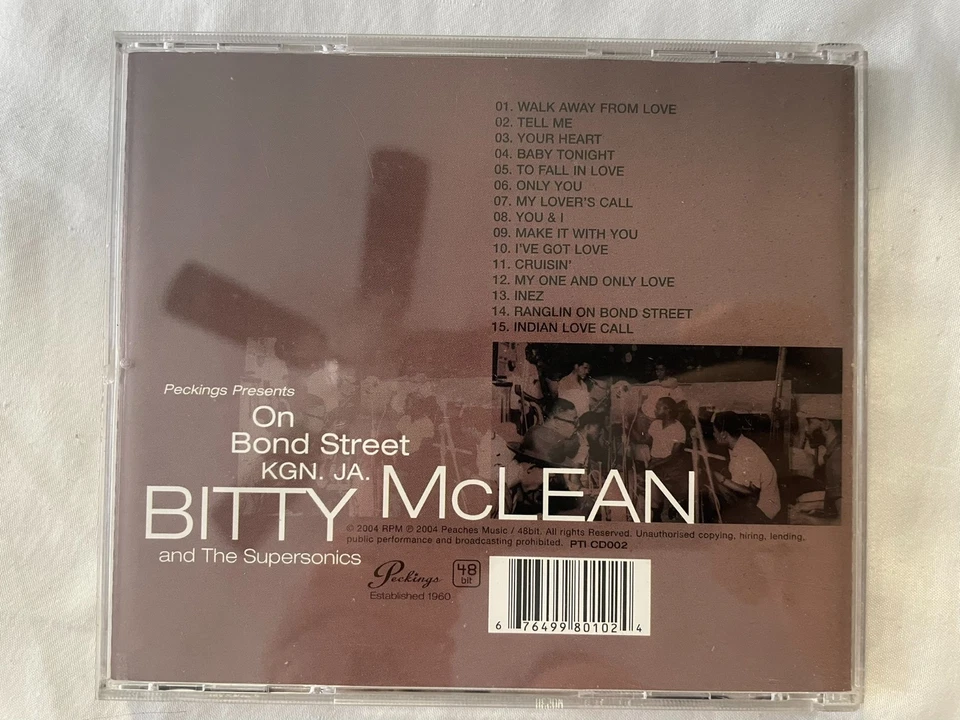 01. WALK AWAY FROM LOVE
02. TELL ME
03. YOUR HEART
04. BABY TONIGHT
05. TO FALL IN LOVE
06. ONLY YOU
07. MY LOVER'S CALL
08. YOU & I
09. MAKE IT WITH YOU
10. I'VE GOT LOVE
11. CRUISIN'
12. MY ONE AND ONLY LOVE
13. INEZ
14. RANGLIN ON BOND STREET
15. INDIAN LOVE CALL
Peckings Presents
On
Bond Street
KGN. JA.
BITTY McLEAN
and The Supersonics
© 2004 RPM ℗ 2004 Peaches Music / 48bit. All rights Reserved. Unauthorised copying, hiring, lending,
public performance and broadcasting prohibited. PTI CD002
Peckings
Established 1960
48
bit
6 76499 80102 4